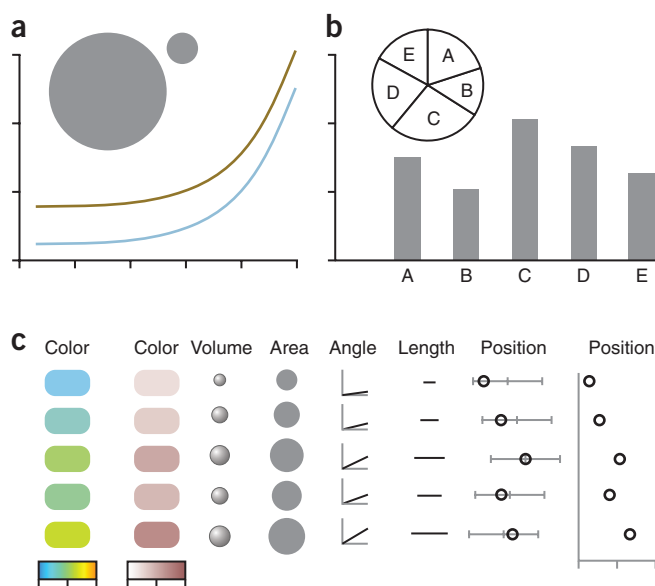 a
b
E A
D B
C
A B C D E
c
Color Color Volume Area Angle Length Position Position